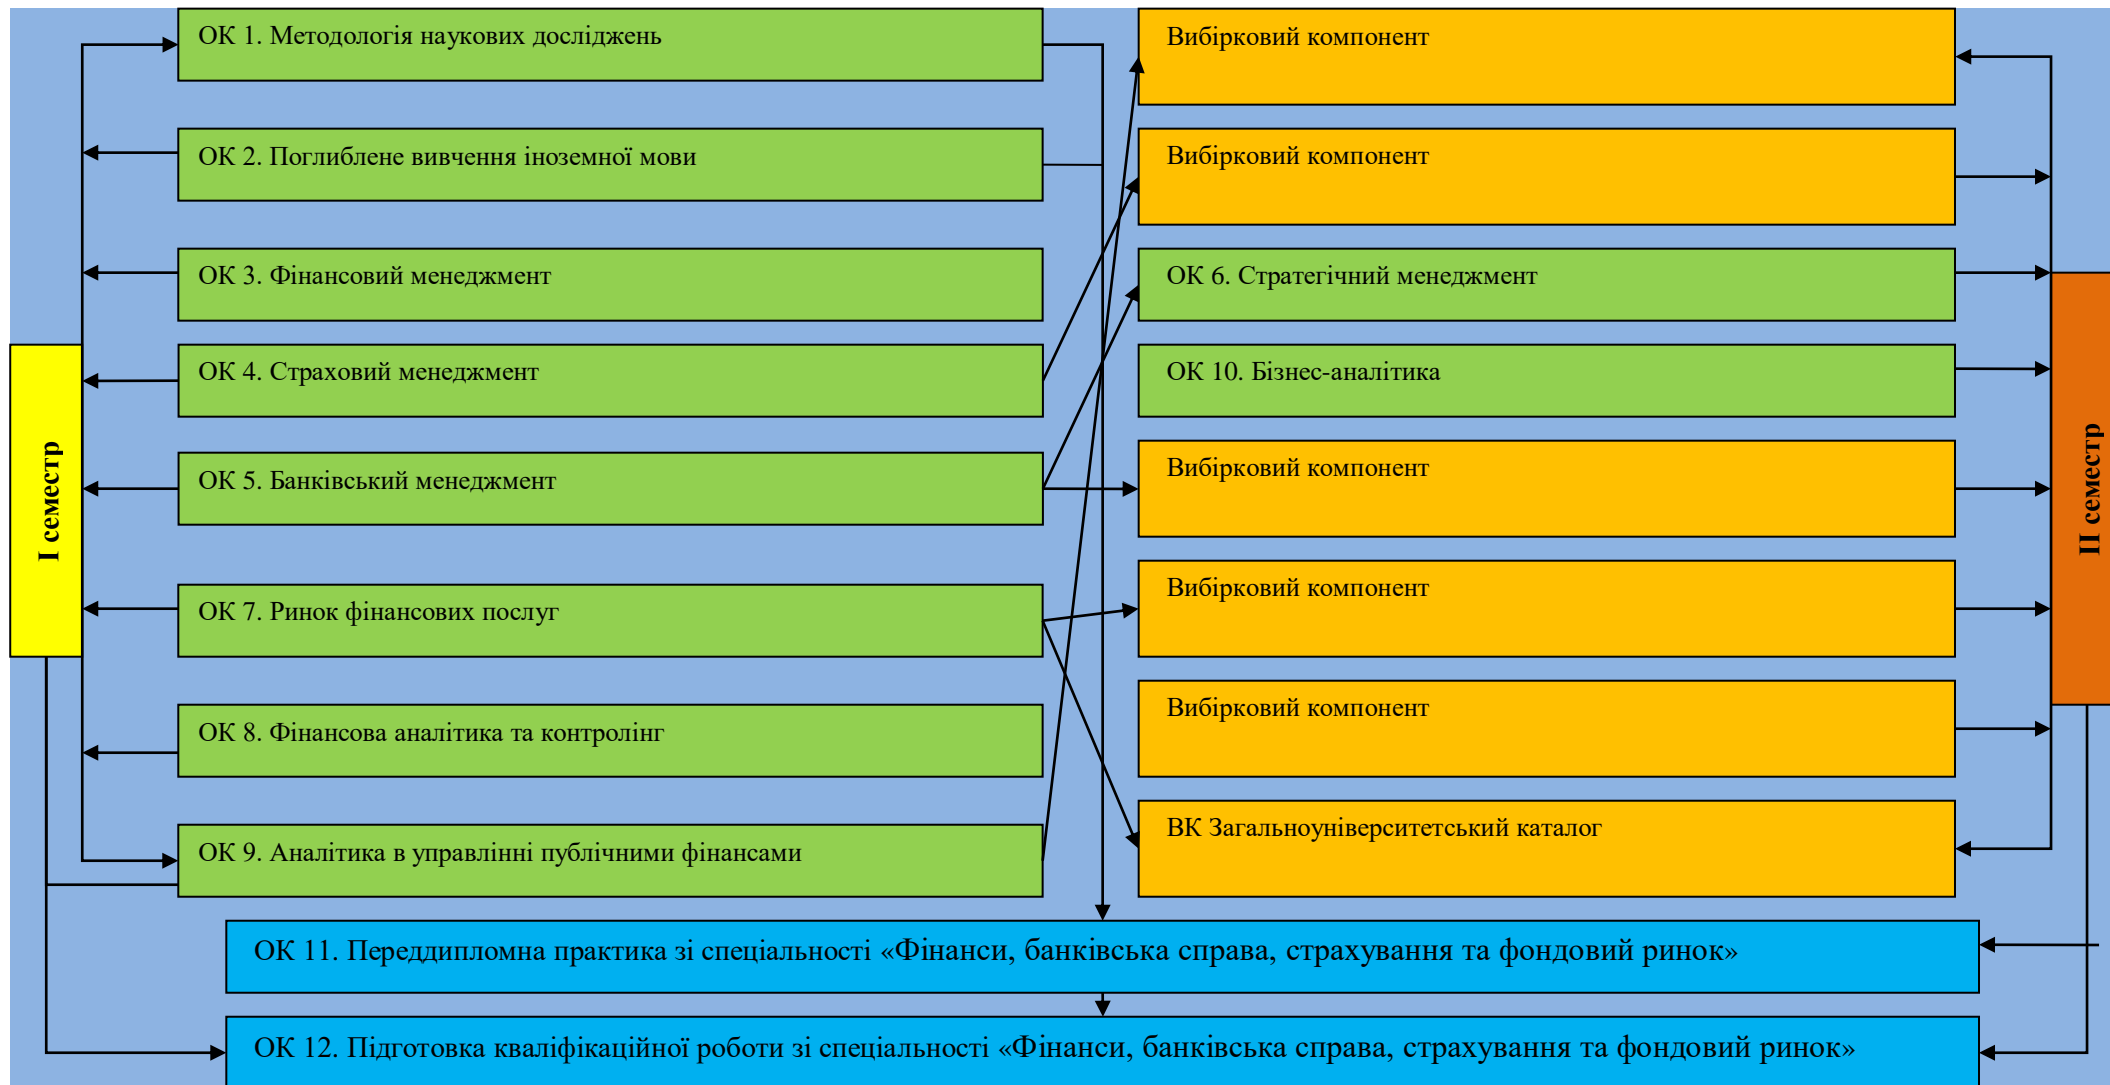 І семестр
ОК 1. Методологія наукових досліджень
ОК 2. Поглиблене вивчення іноземної мови
ОК 3. Фінансовий менеджмент
ОК 4. Страховий менеджмент
ОК 5. Банківський менеджмент
ОК 7. Ринок фінансових послуг
ОК 8. Фінансова аналітика та контролінг
ОК 9. Аналітика в управлінні публічними фінансами
Вибірковий компонент
Вибірковий компонент
ОК 6. Стратегічний менеджмент
ОК 10. Бізнес-аналітика
Вибірковий компонент
Вибірковий компонент
Вибірковий компонент
ВК Загальноуніверситетський каталог
ІІ семестр
ОК 11. Переддипломна практика зі спеціальності «Фінанси, банківська справа, страхування та фондовий ринок»
ОК 12. Підготовка кваліфікаційної роботи зі спеціальності «Фінанси, банківська справа, страхування та фондовий ринок»